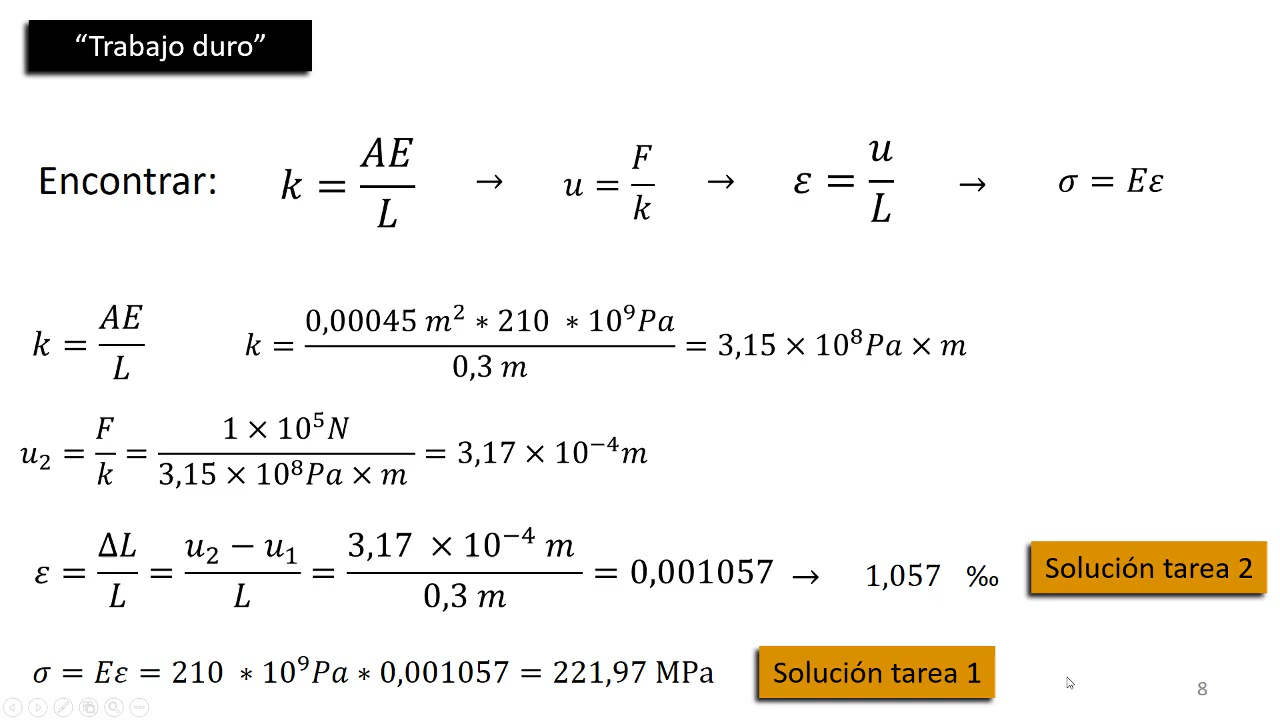 “Trabajo duro”
Encontrar: k = AE/L → u = F/k → ε = u/L → σ = Eε
k = AE/L k = 0,00045 m² * 210 * 10⁹Pa / 0,3 m = 3,15 × 10⁸Pa × m
u₂ = F/k = 1 × 10⁵N / 3,15 × 10⁸Pa × m = 3,17 × 10⁻⁴m
ε = ΔL/L = u₂ − u₁/L = 3,17 × 10⁻⁴ m / 0,3 m = 0,001057 → 1,057 ‰ Solución tarea 2
σ = Eε = 210 * 10⁹Pa * 0,001057 = 221,97 MPa Solución tarea 1
8